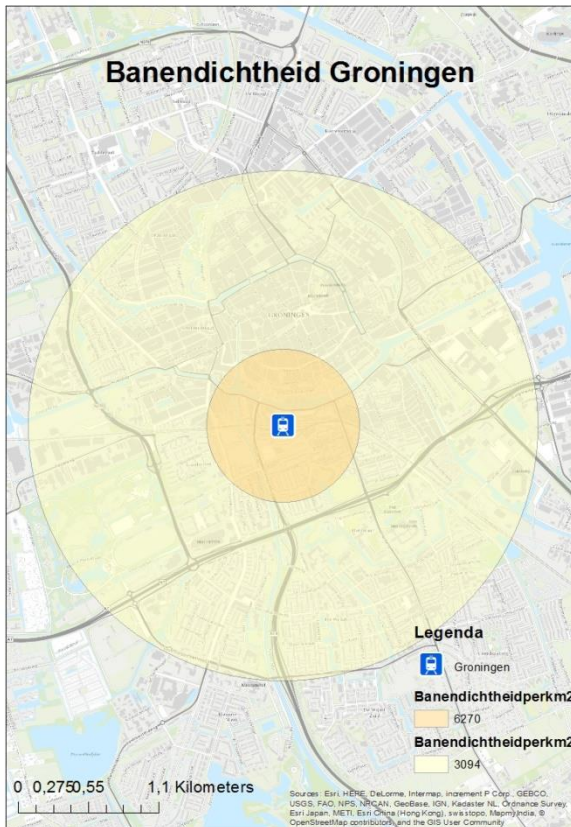 Banendichtheid Groningen
GRONINGEN
Legenda
Groningen
Banendichtheidperkm2
6270
Banendichtheidperkm2
3094
0 0,275 0,55 1,1 Kilometers
Sources: Esri, HERE, DeLorme, Intermap, increment P Corp., GEBCO,
USGS, FAO, NPS, NRCAN, GeoBase, IGN, Kadaster NL, Ordnance Survey,
Esri Japan, METI, Esri China (Hong Kong), swisstopo, MapmyIndia, ©
OpenStreetMap contributors, and the GIS User Community